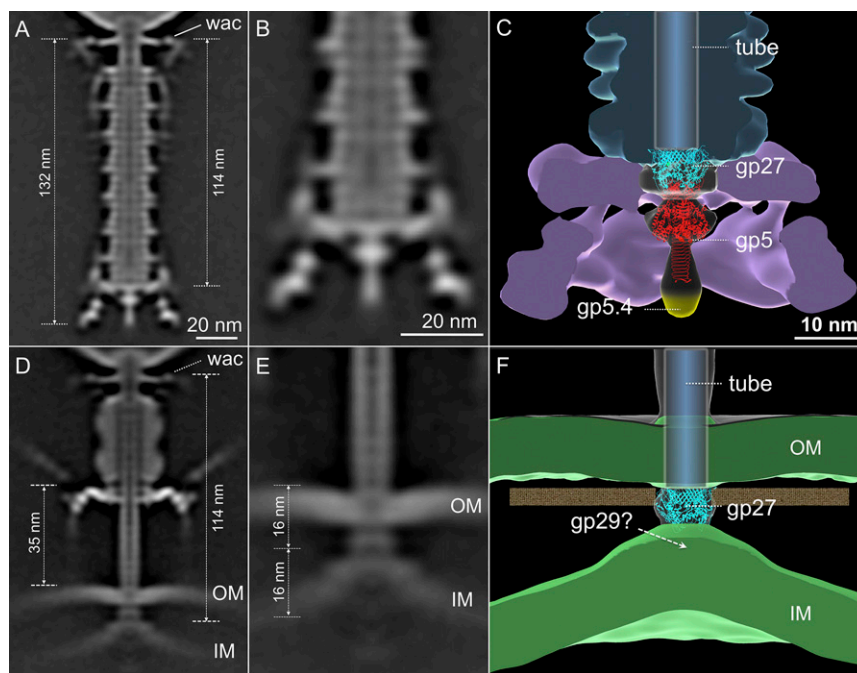 A
wac
132 nm
114 nm
20 nm
B
20 nm
C
tube
gp27
gp5
gp5.4
10 nm
D
wac
35 nm
114 nm
OM
IM
E
16 nm
16 nm
OM
IM
F
tube
OM
gp27
gp29?
IM